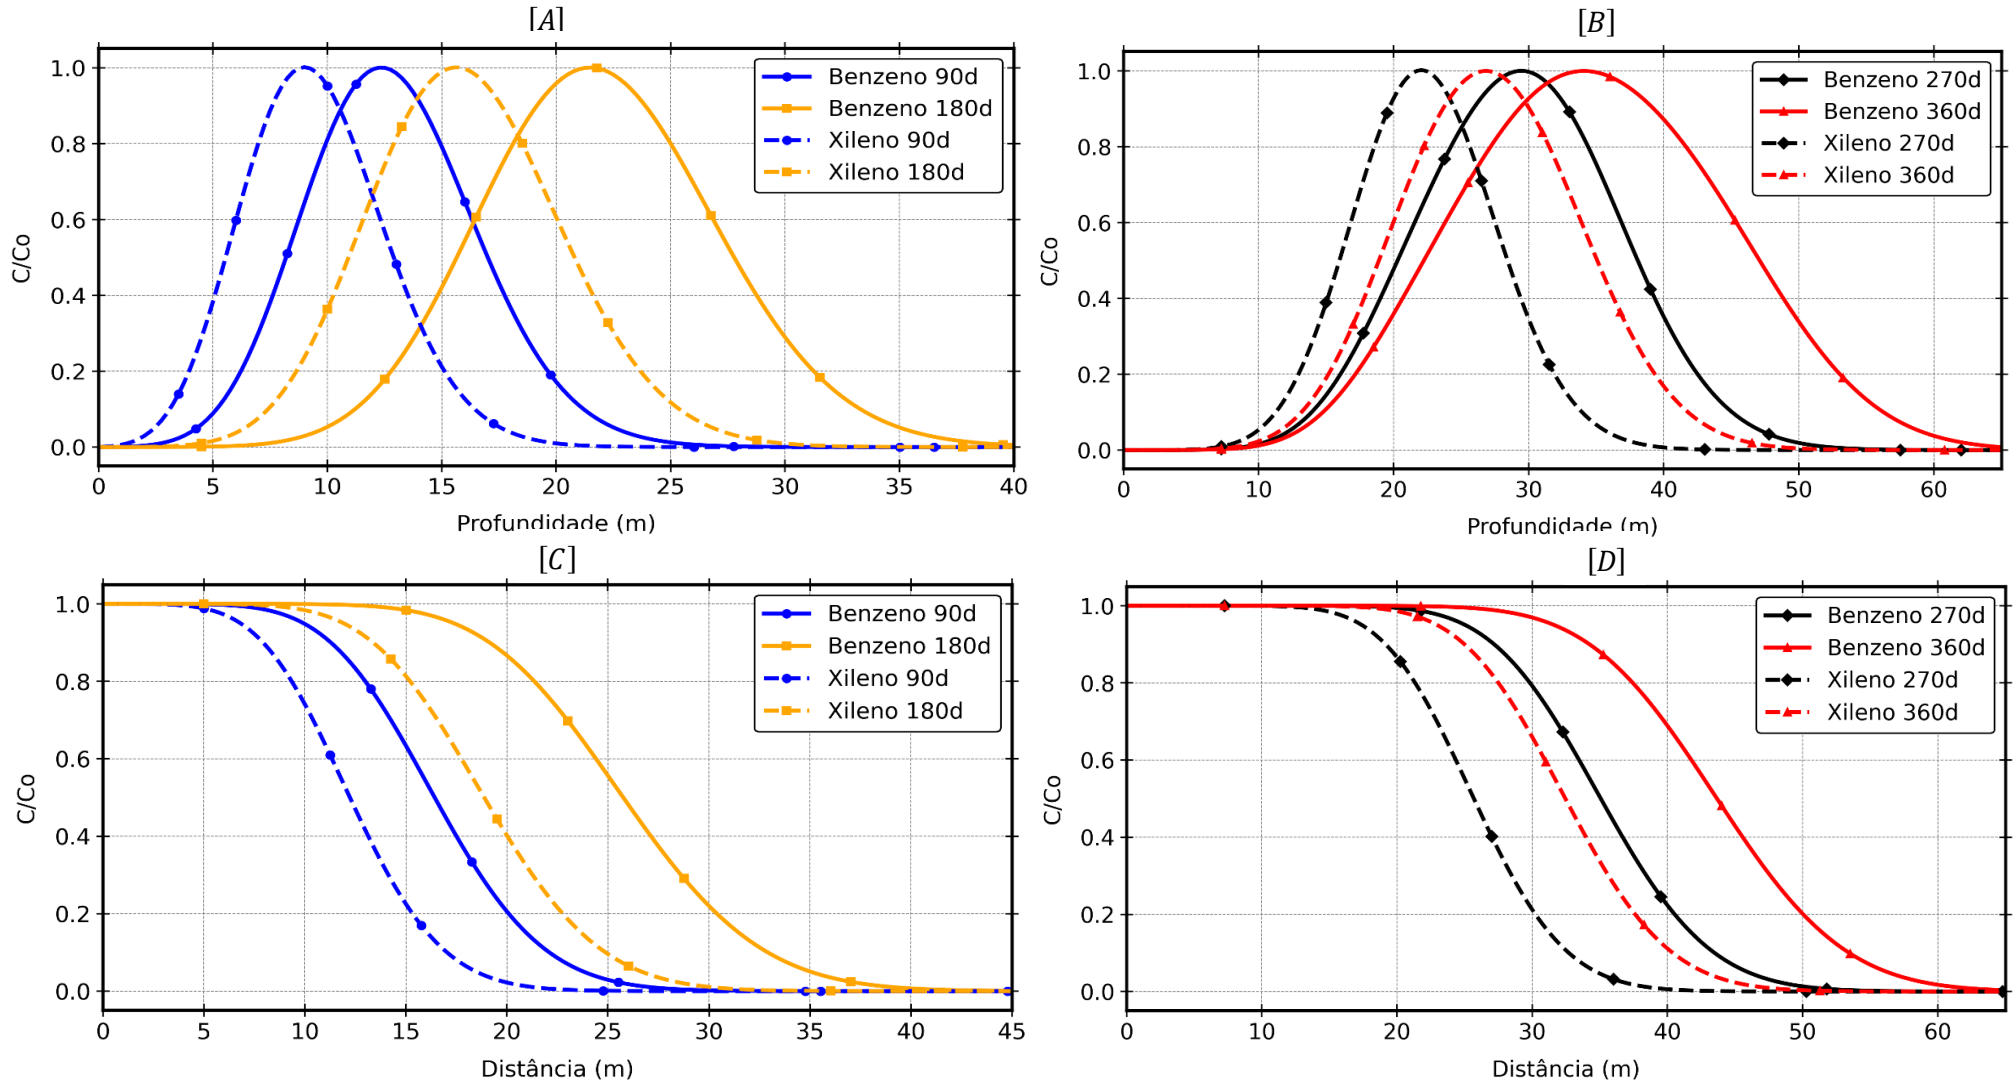 [A]
1.0
0.8
0.6
0.4
0.2
0.0
C/Co
Benzeno 90d
Benzeno 180d
Xileno 90d
Xileno 180d
0 5 10 15 20 25 30 35 40
Profundidade (m)
[B]
1.0
0.8
0.6
0.4
0.2
0.0
C/Co
Benzeno 270d
Benzeno 360d
Xileno 270d
Xileno 360d
0 10 20 30 40 50 60
Profundidade (m)
[C]
1.0
0.8
0.6
0.4
0.2
0.0
C/Co
Benzeno 90d
Benzeno 180d
Xileno 90d
Xileno 180d
0 5 10 15 20 25 30 35 40 45
Distância (m)
[D]
1.0
0.8
0.6
0.4
0.2
0.0
C/Co
Benzeno 270d
Benzeno 360d
Xileno 270d
Xileno 360d
0 10 20 30 40 50 60
Distância (m)